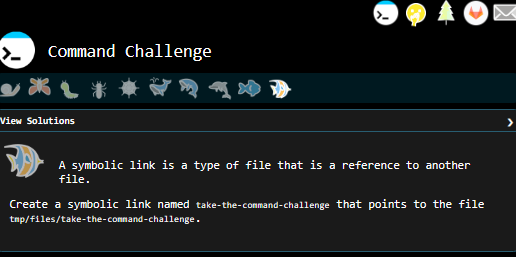 Command Challenge
View Solutions
A symbolic link is a type of file that is a reference to another
file.
Create a symbolic link named take-the-command-challenge that points to the file
tmp/files/take-the-command-challenge.